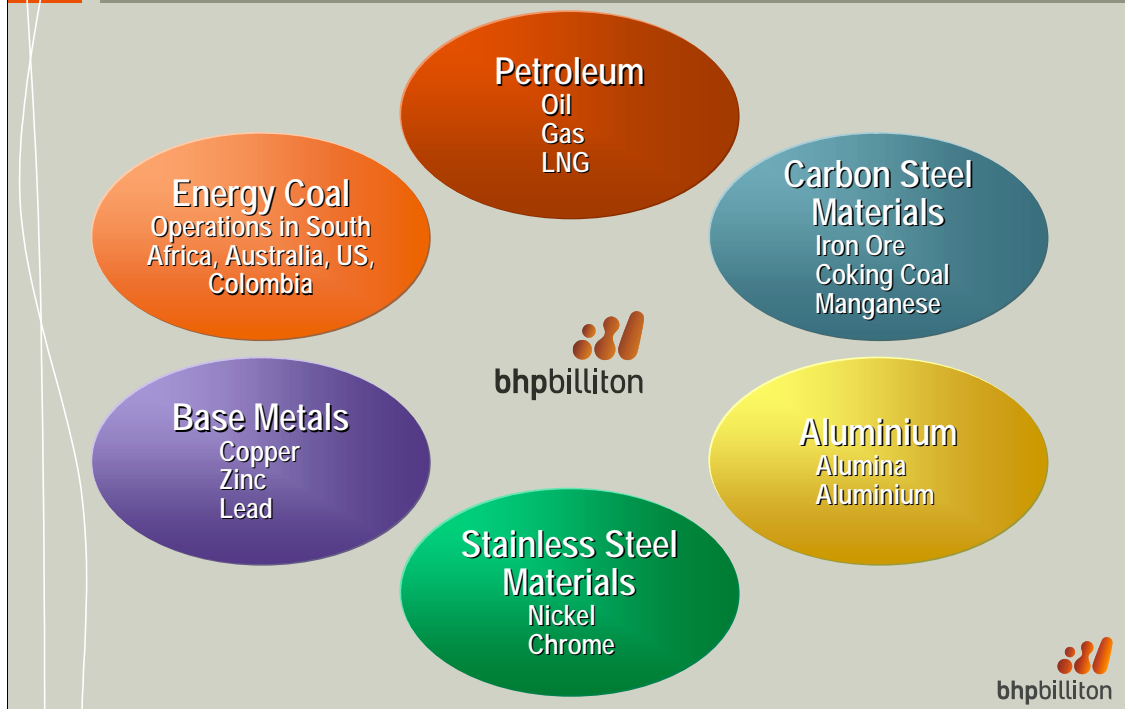 Petroleum
Oil
Gas
LNG
Energy Coal
Operations in South
Africa, Australia, US,
Colombia
Carbon Steel
Materials
Iron Ore
Coking Coal
Manganese
bhpbilliton
Base Metals
Copper
Zinc
Lead
Aluminium
Alumina
Aluminium
Stainless Steel
Materials
Nickel
Chrome
bhpbilliton